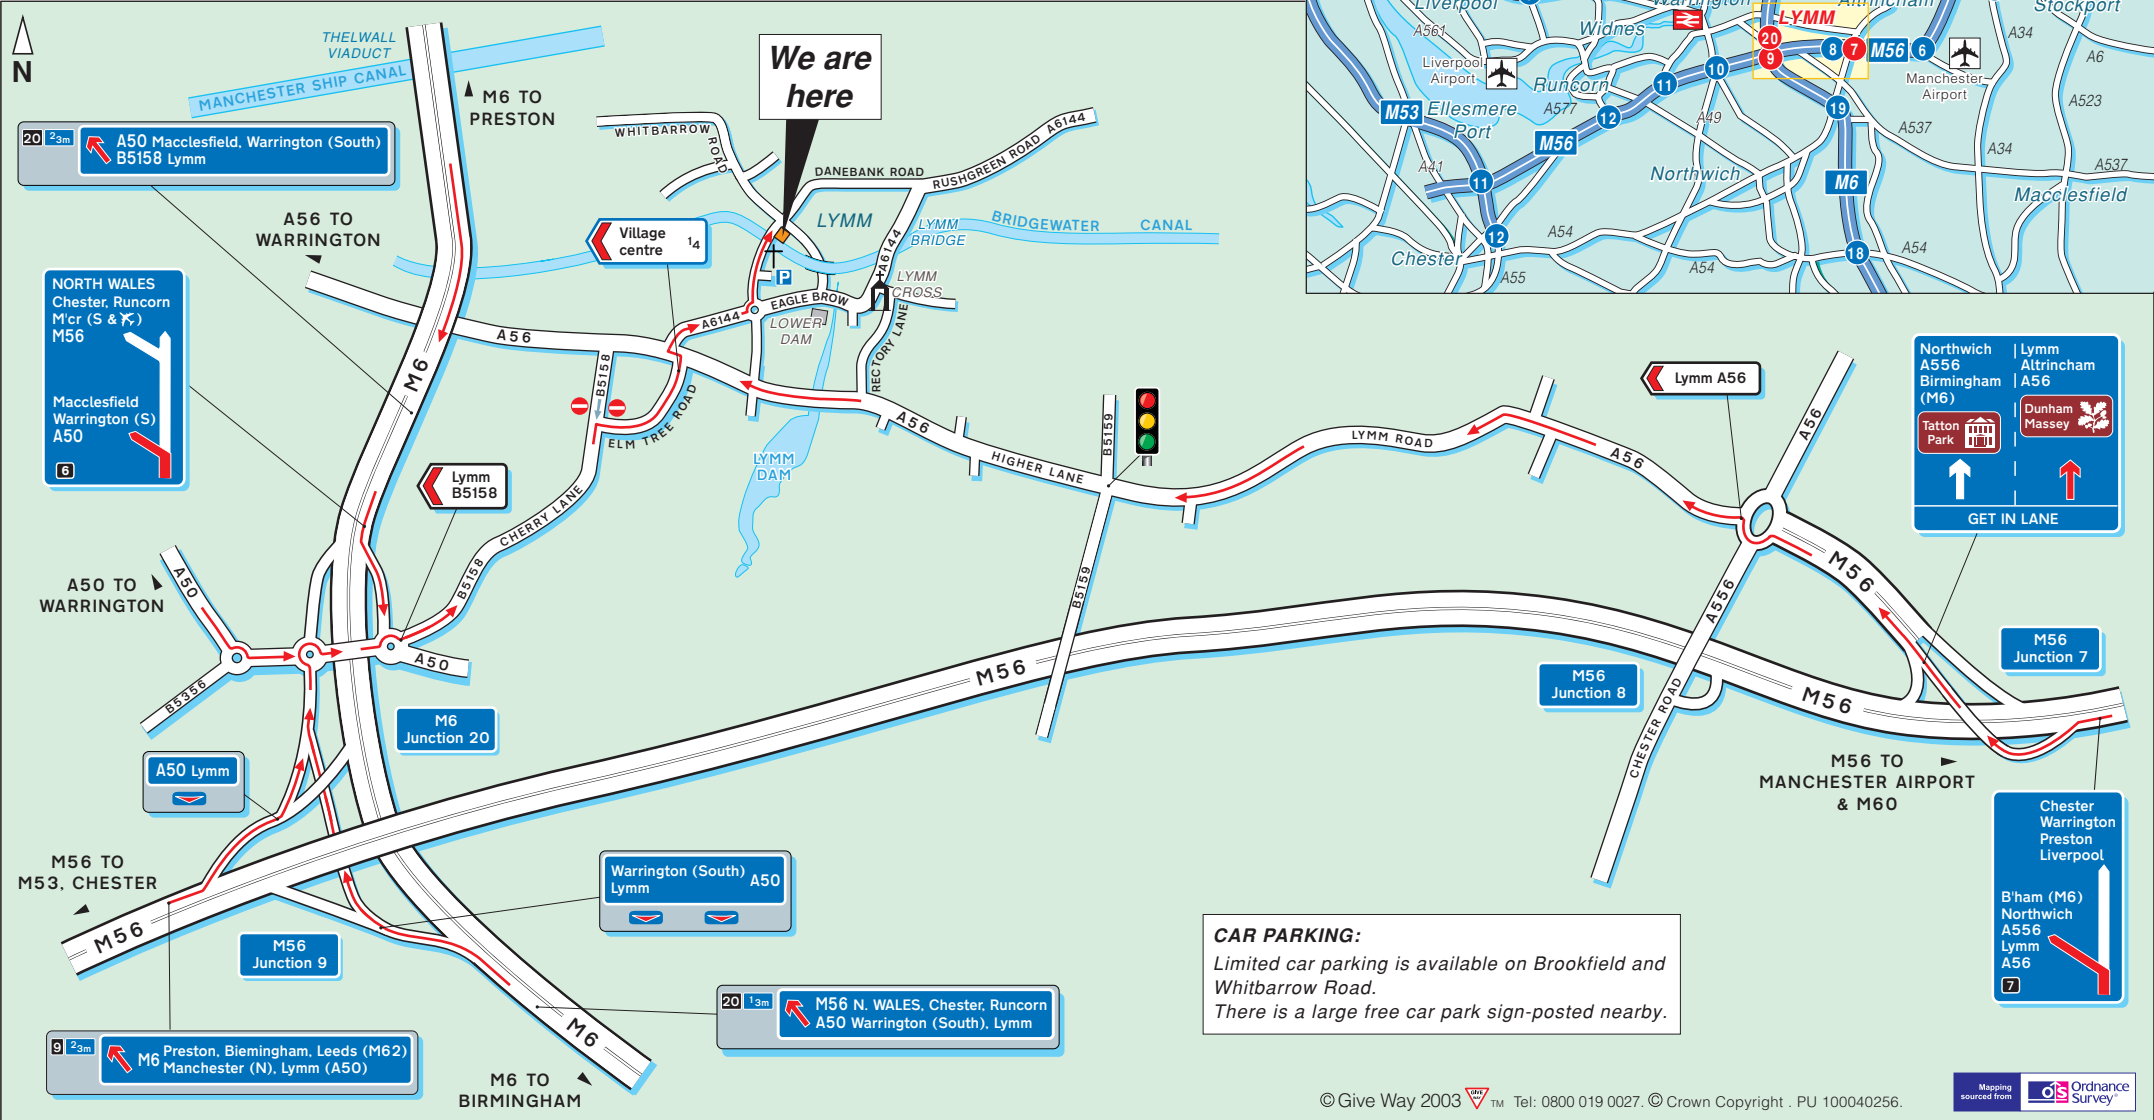 N
THELWALL
VIADUCT
MANCHESTER SHIP CANAL
M6 TO
PRESTON
20 23m
A50 Macclesfield, Warrington (South)
B5158 Lymm
A56 TO
WARRINGTON
NORTH WALES
Chester, Runcorn
M'cr (S & )
M56
Macclesfield
Warrington (S)
A50
6
We are
here
WHITBARROW
ROAD
DANEBANK ROAD
RUSHGREEN ROAD A6144
LYMM
LYMM
BRIDGE
BRIDGEWATER CANAL
A6144
LYMM
CROSS
Village
centre 14
P
EAGLE BROW
A6144
LOWER
DAM
RECTORY LANE
A56
M6
B5158
ELM TREE ROAD
LYMM
DAM
A56
HIGHER LANE
B5159
LYMM ROAD
A56
Lymm A56
A56
Northwich
A556
Birmingham
(M6)
Lymm
Altrincham
A56
Tatton
Park
Dunham
Massey
GET IN LANE
Lymm
B5158
CHERRY LANE
B5158
A50 TO
WARRINGTON
A50
B5356
A50
M6
Junction 20
A50 Lymm
M56 TO
M53, CHESTER
M56
M56
Junction 9
Warrington (South)
Lymm
A50
M56
B5159
M56
A556
M56
Junction 8
CHESTER ROAD
M56
M56
Junction 7
M56 TO
MANCHESTER AIRPORT
& M60
Chester
Warrington
Preston
Liverpool
B'ham (M6)
Northwich
A556
Lymm
A56
7
9 23m
M6
Preston, Biemingham, Leeds (M62)
Manchester (N), Lymm (A50)
20 13m
M56 N. WALES, Chester, Runcorn
A50 Warrington (South), Lymm
M6
M6 TO
BIRMINGHAM
CAR PARKING:
Limited car parking is available on Brookfield and
Whitbarrow Road.
There is a large free car park sign-posted nearby.
© Give Way 2003 GIVE WAY TM Tel: 0800 019 0027. © Crown Copyright . PU 100040256.
Mapping
sourced from
OS Ordnance
Survey®
Liverpool
Warrington
LYMM
Altrincham
Stockport
A561
Widnes
20
9
8
7
M56
6
A34
A6
Liverpool
Airport
Runcorn
10
11
Manchester
Airport
M53
Ellesmere
Port
A577
12
A49
19
A537
A523
M56
A34
A537
A41
11
Northwich
M6
Macclesfield
12
A54
Chester
A55
A54
18
A54